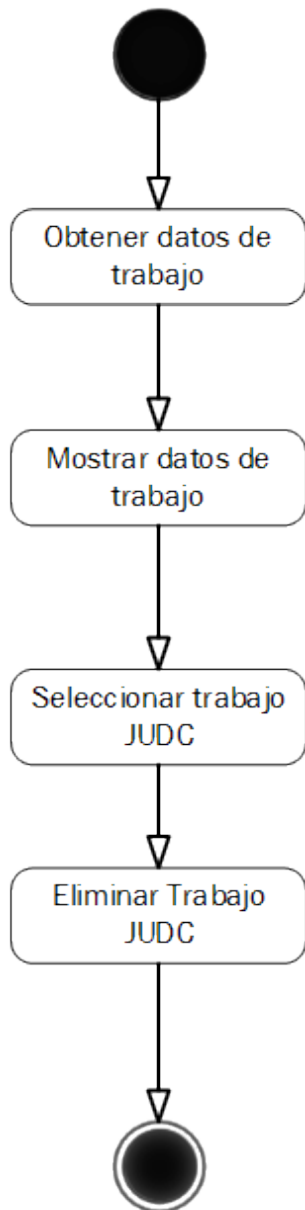 Obtener datos de
trabajo
Mostrar datos de
trabajo
Seleccionar trabajo
JUDC
Eliminar Trabajo
JUDC